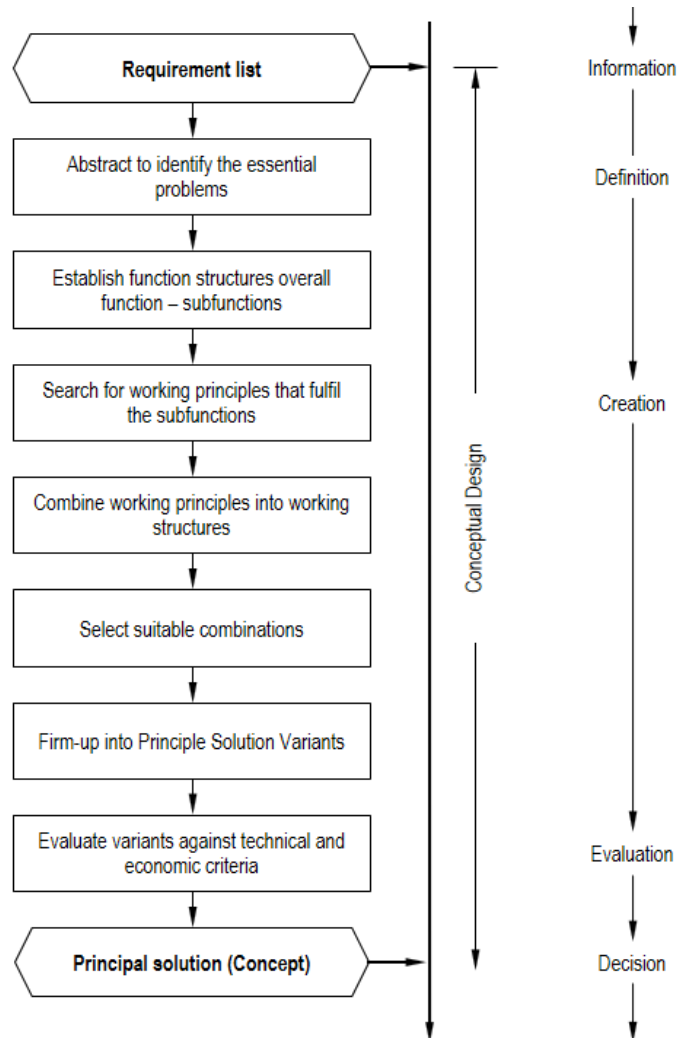 Requirement list
Abstract to identify the essential
problems
Establish function structures overall
function – subfunctions
Search for working principles that fulfil
the subfunctions
Combine working principles into working
structures
Select suitable combinations
Firm-up into Principle Solution Variants
Evaluate variants against technical and
economic criteria
Principal solution (Concept)
Conceptual Design
Information
Definition
Creation
Evaluation
Decision